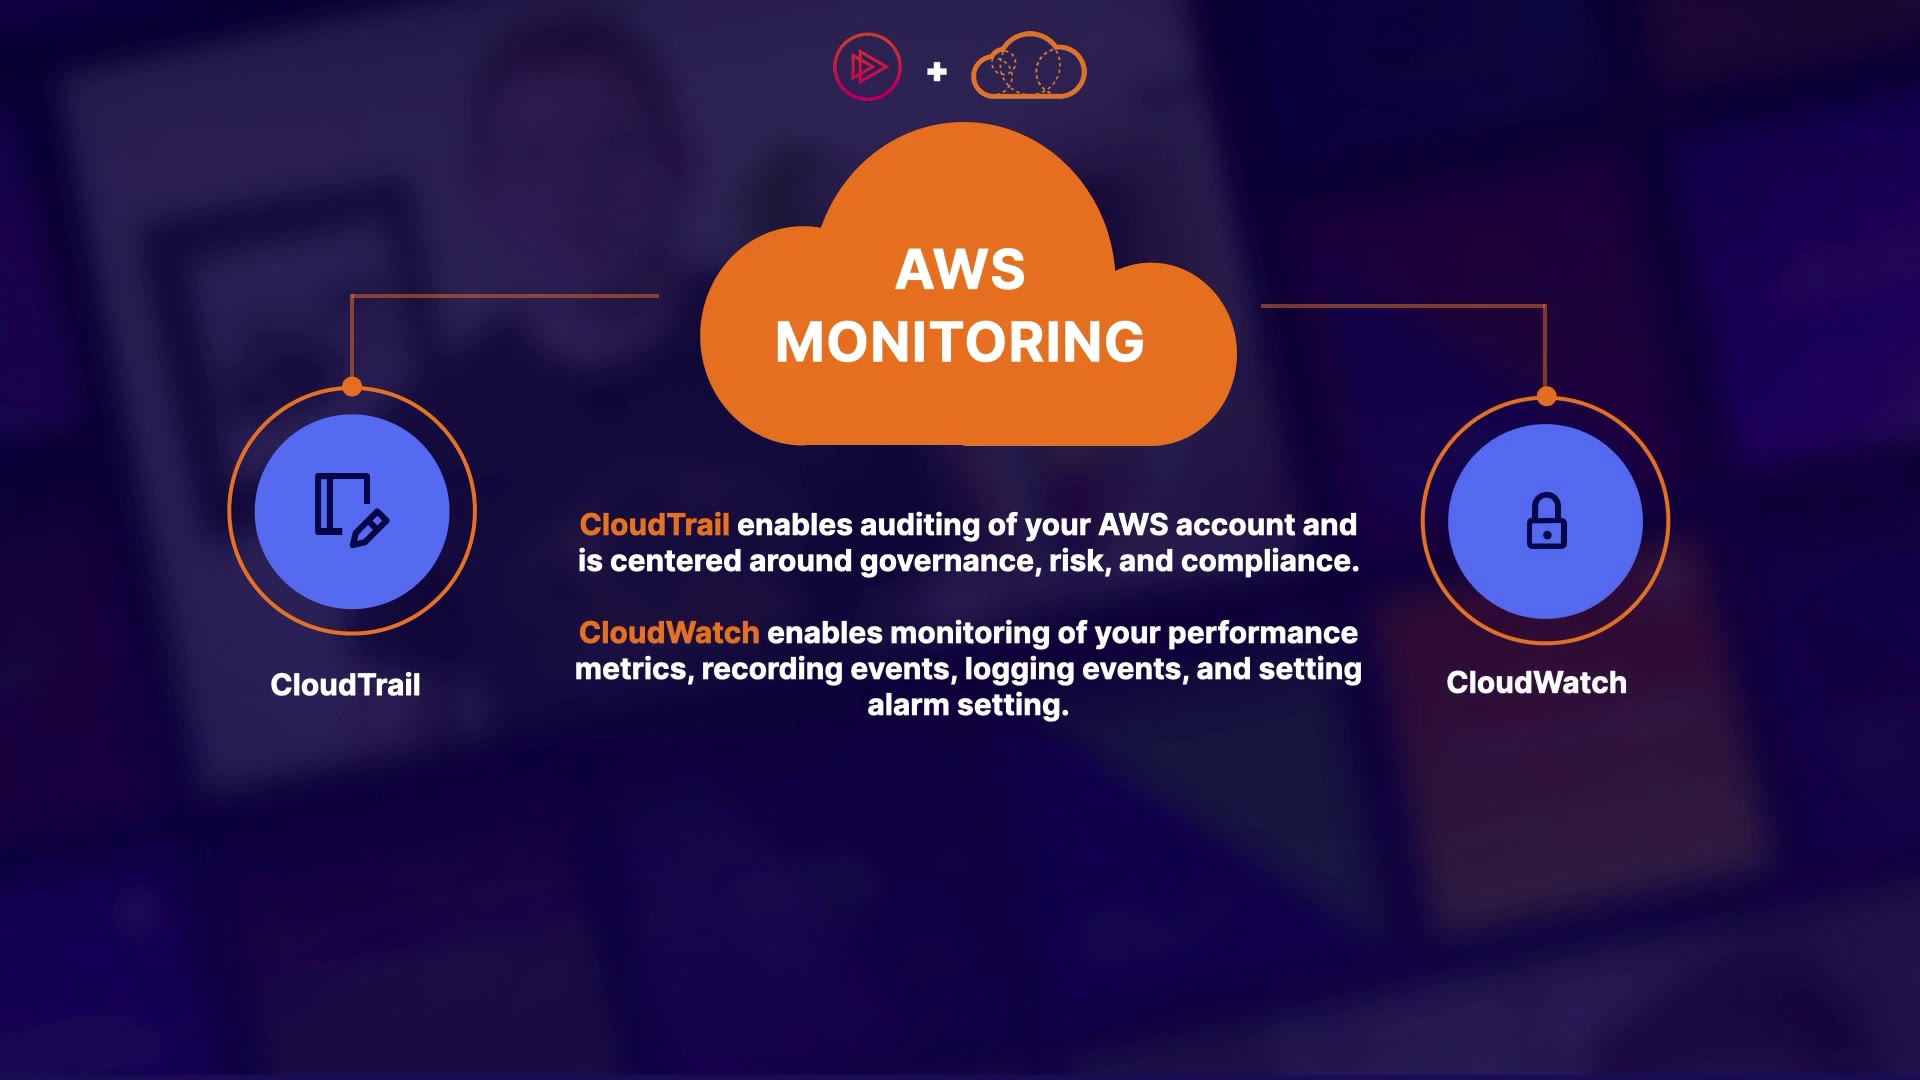 AWS
MONITORING
CloudTrail enables auditing of your AWS account and
is centered around governance, risk, and compliance.
CloudWatch enables monitoring of your performance
metrics, recording events, logging events, and setting
alarm setting.
CloudTrail
CloudWatch